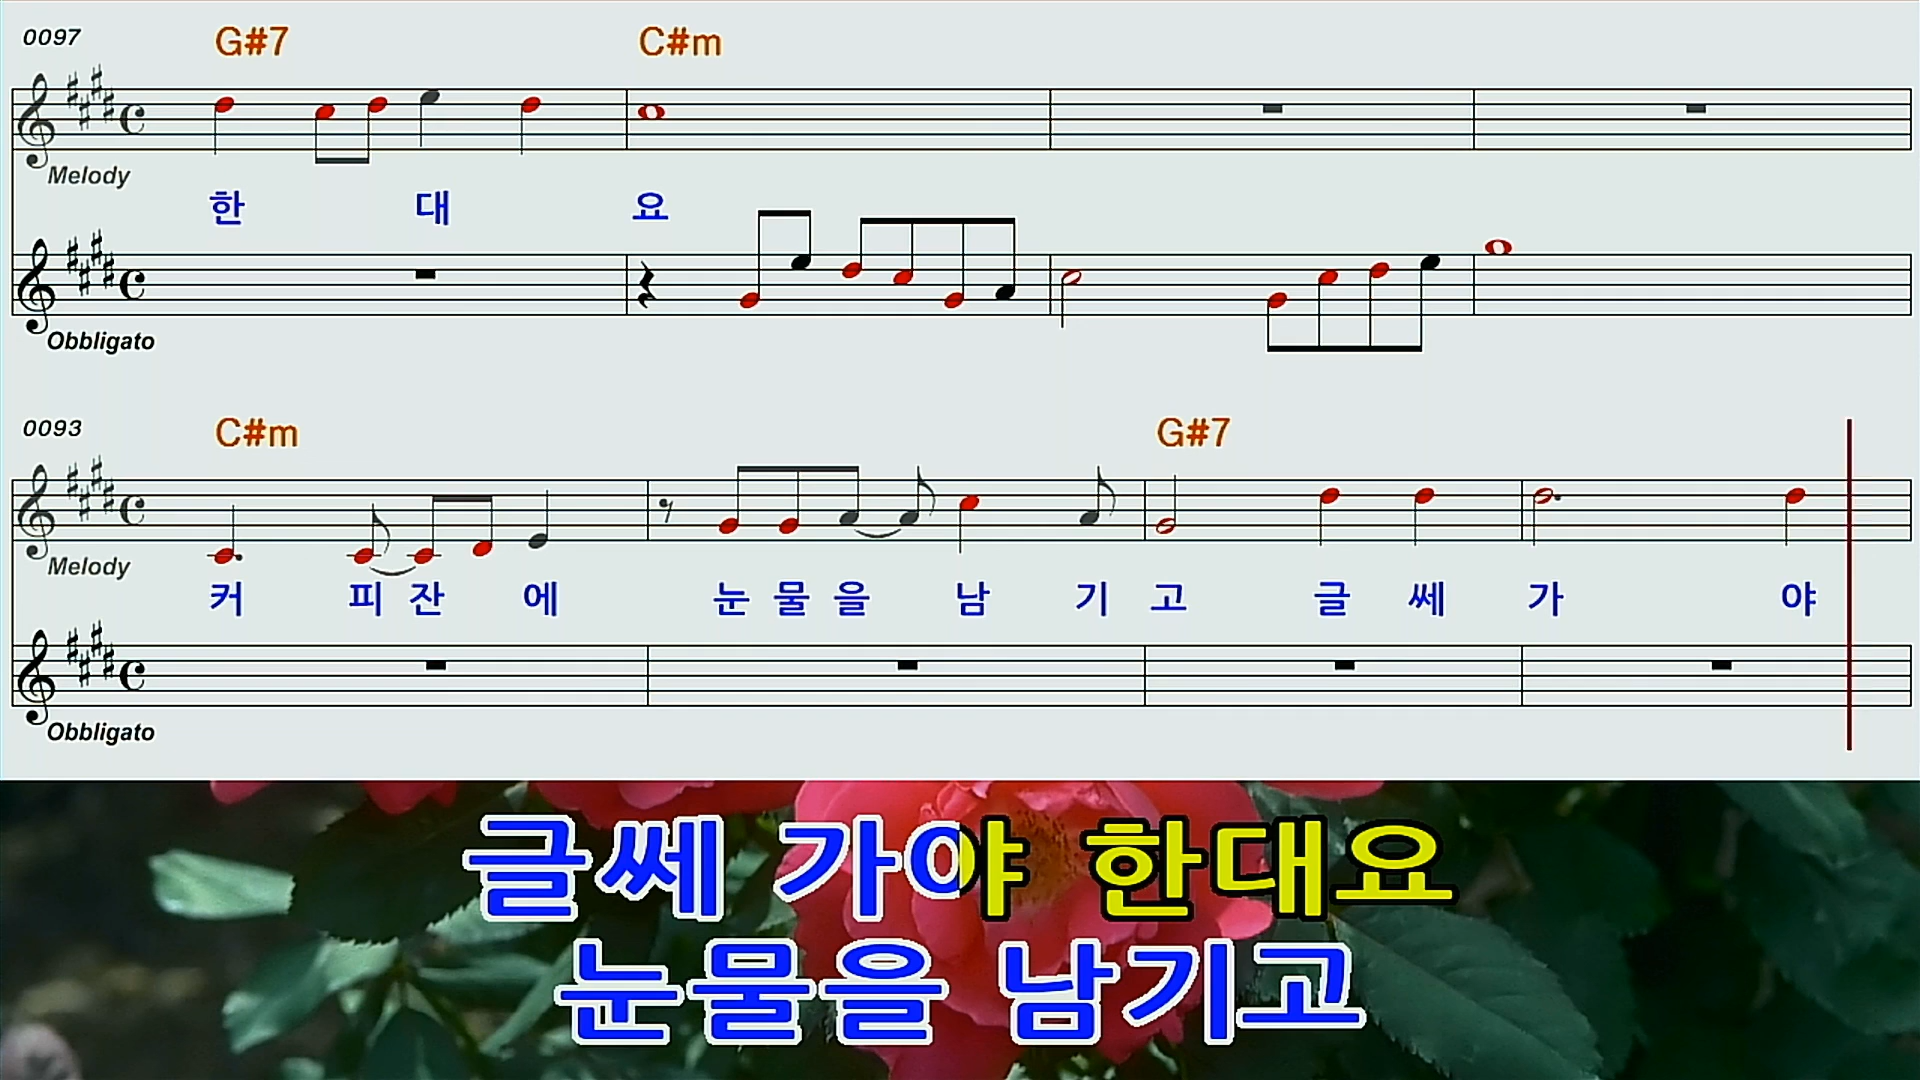 0097
G#7 C#m
Melody
한 대 요
Obbligato
0093
C#m G#7
Melody
커 피 잔 에 눈 물 을 남 기 고 글 쎄 가 야
Obbligato
글쎄 가야 한대요
눈물을 남기고